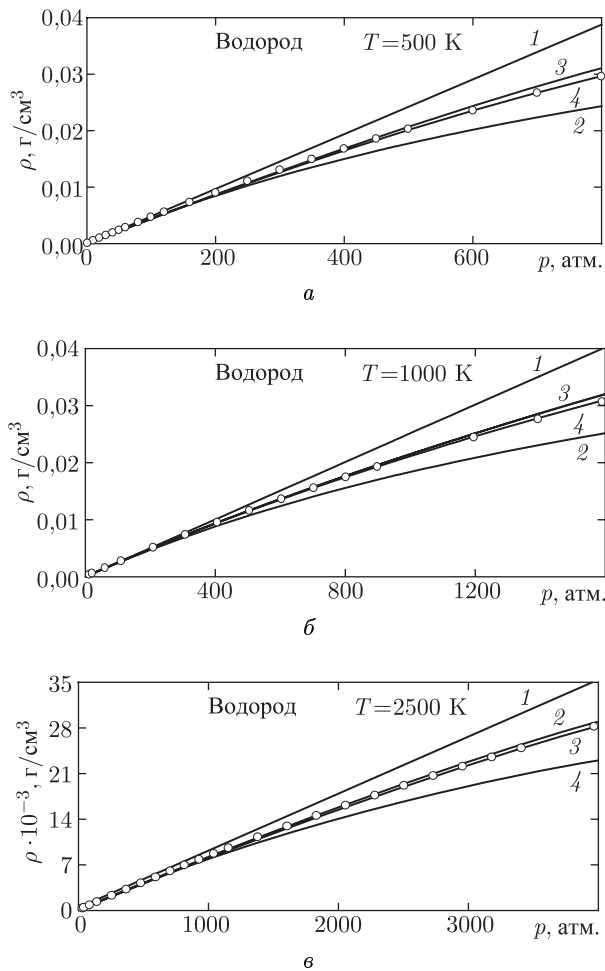 0,04
Водород
T=500 K
1
3
0,03
4
0,02
2
ρ, г/см³
0,01
0,00
0
200
400
600
p, атм.
а
0,04
Водород
T=1000 K
1
3
0,03
4
0,02
2
ρ, г/см³
0,01
0,00
0
400
800
1200
p, атм.
б
35
Водород
T=2500 K
1
2
28
3
21
4
14
ρ·10⁻³, г/см³
7
0
0
1000
2000
3000
p, атм.
в